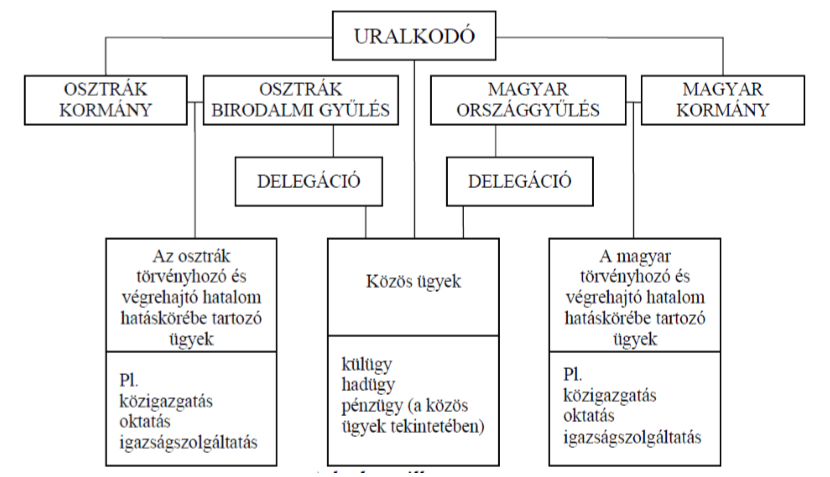 URALKODÓ
OSZTRÁK
KORMÁNY
OSZTRÁK
BIRODALMI GYŰLÉS
MAGYAR
ORSZÁGGYŰLÉS
MAGYAR
KORMÁNY
DELEGÁCIÓ
DELEGÁCIÓ
Az osztrák
törvényhozó és
végrehajtó hatalom
hatáskörébe tartozó
ügyek
Közös ügyek
A magyar
törvényhozó és
végrehajtó hatalom
hatáskörébe tartozó
ügyek
Pl.
közigazgatás
oktatás
igazságszolgáltatás
külügy
hadügy
pénzügy (a közös
ügyek tekintetében)
Pl.
közigazgatás
oktatás
igazságszolgáltatás